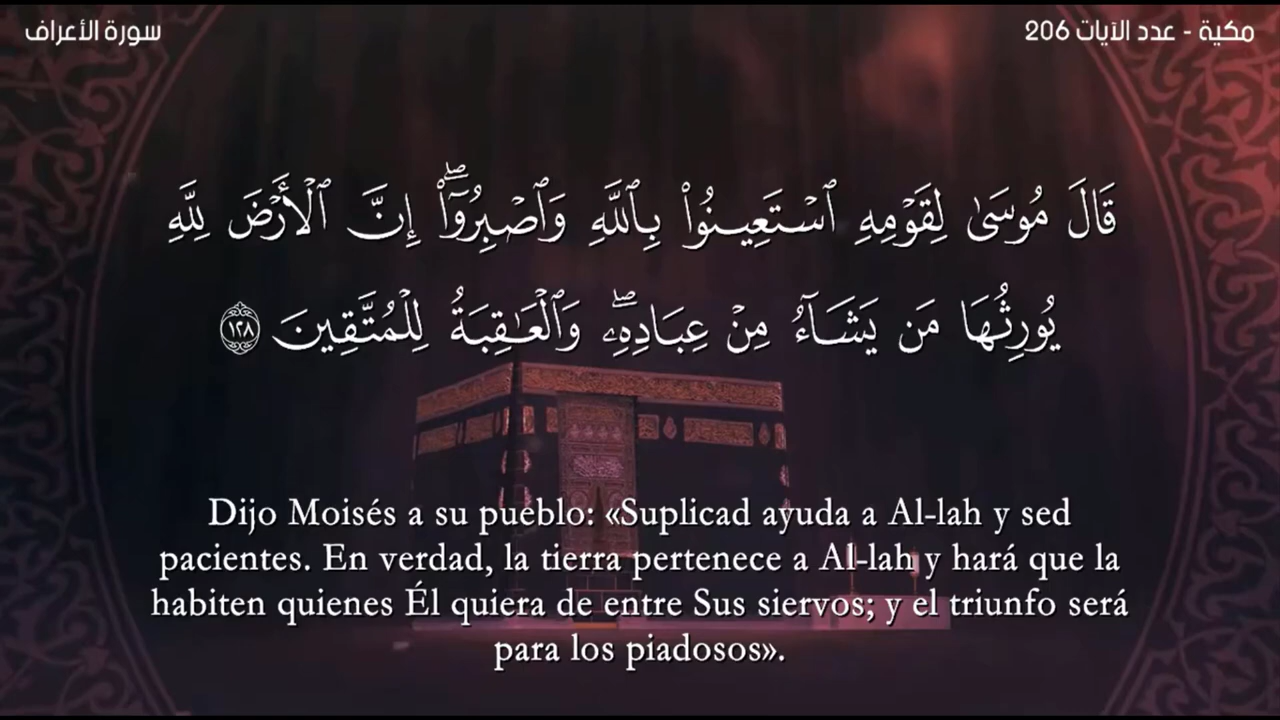 سورة الأعراف
مكية - عدد الآيات 206
قَالَ مُوسَىٰ لِقَوْمِهِ ٱسْتَعِينُوا۟ بِٱللَّهِ وَٱصْبِرُوٓا۟ ۖ إِنَّ ٱلْأَرْضَ لِلَّهِ
يُورِثُهَا مَن يَشَآءُ مِنْ عِبَادِهِۦ ۖ وَٱلْعَـٰقِبَةُ لِلْمُتَّقِينَ ١٢٨
Dijo Moisés a su pueblo: «Suplicad ayuda a Al-lah y sed
pacientes. En verdad, la tierra pertenece a Al-lah y hará que la
habiten quienes Él quiera de entre Sus siervos; y el triunfo será
para los piadosos».